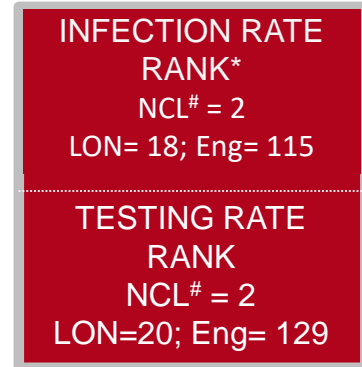 INFECTION RATE
RANK*
NCL# = 2
LON= 18; Eng= 115
TESTING RATE
RANK
NCL# = 2
LON=20; Eng= 129